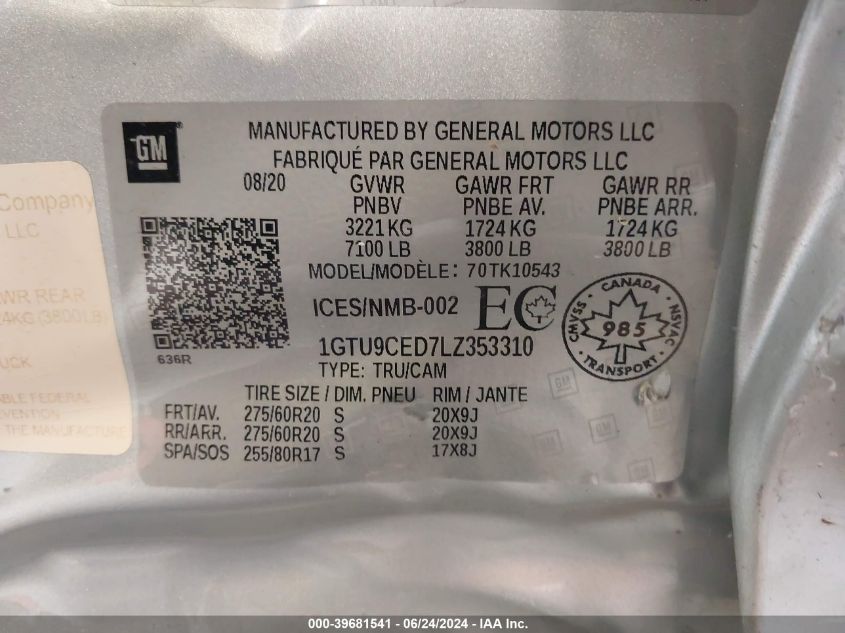 GM
MANUFACTURED BY GENERAL MOTORS LLC
FABRIQUÉ PAR GENERAL MOTORS LLC
08/20 GVWR GAWR FRT GAWR RR
PNBV PNBE AV. PNBE ARR.
3221 KG 1724 KG 1724 KG
7100 LB 3800 LB 3800 LB
MODEL/MODÈLE: 70TK10543
ICES/NMB-002 EC
CANADA
CMVSS 985 NSVAC
TRANSPORT
636R
1GTU9CED7LZ353310
TYPE: TRU/CAM
TIRE SIZE / DIM. PNEU RIM / JANTE
FRT/AV. 275/60R20 S 20X9J
RR/ARR. 275/60R20 S 20X9J
SPA/SOS 255/80R17 S 17X8J
Company
LLC
WR REAR
4KG (3800LB)
UCK
ABLE FEDERAL
EVENTION
THE MANUFACTURE
000-39681541 - 06/24/2024 - IAA Inc.